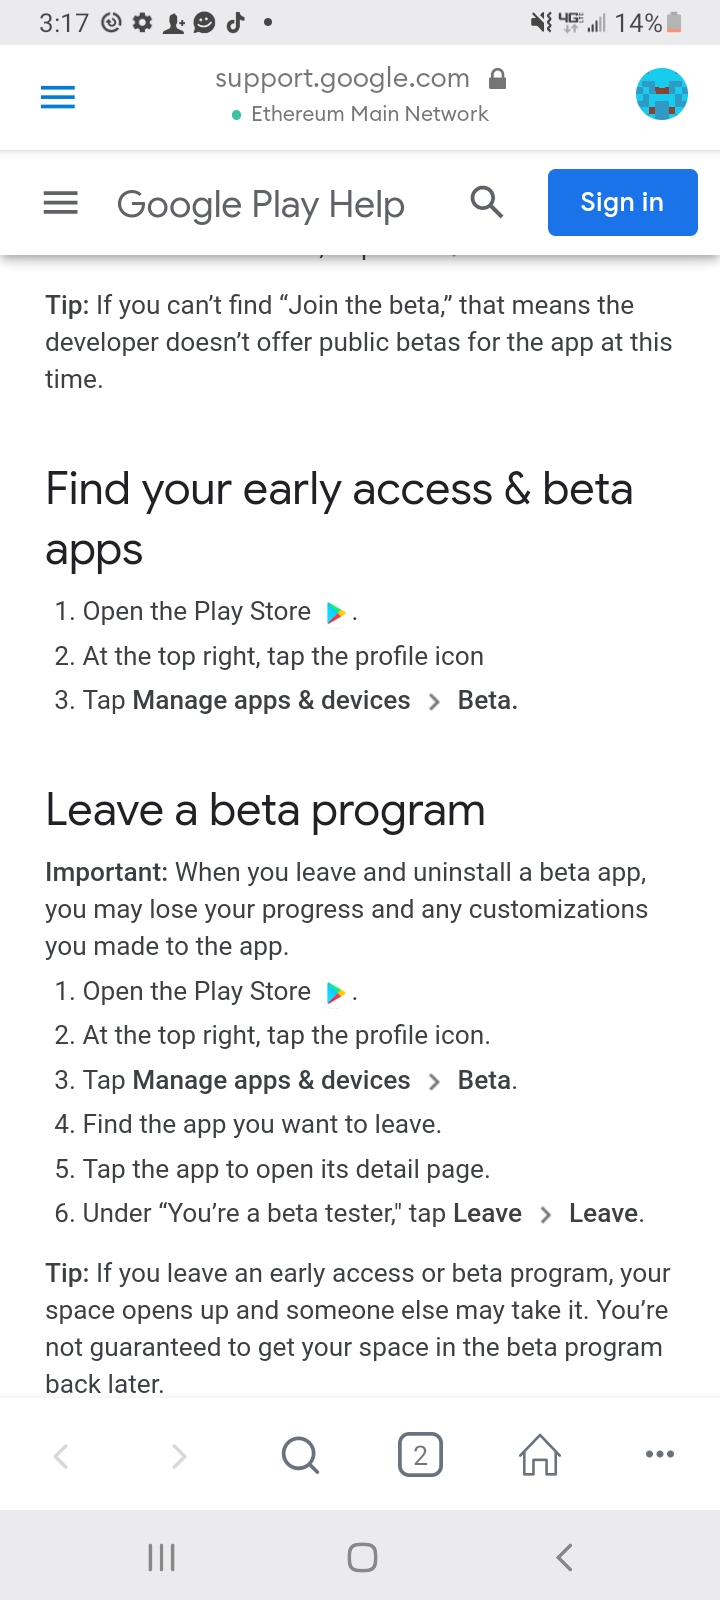 3:17
4GE 14%
support.google.com
Ethereum Main Network
Google Play Help
Sign in
Tip: If you can’t find “Join the beta,” that means the
developer doesn’t offer public betas for the app at this
time.
Find your early access & beta
apps
1. Open the Play Store .
2. At the top right, tap the profile icon
3. Tap Manage apps & devices > Beta.
Leave a beta program
Important: When you leave and uninstall a beta app,
you may lose your progress and any customizations
you made to the app.
1. Open the Play Store .
2. At the top right, tap the profile icon.
3. Tap Manage apps & devices > Beta.
4. Find the app you want to leave.
5. Tap the app to open its detail page.
6. Under “You’re a beta tester," tap Leave > Leave.
Tip: If you leave an early access or beta program, your
space opens up and someone else may take it. You’re
not guaranteed to get your space in the beta program
back later.
2